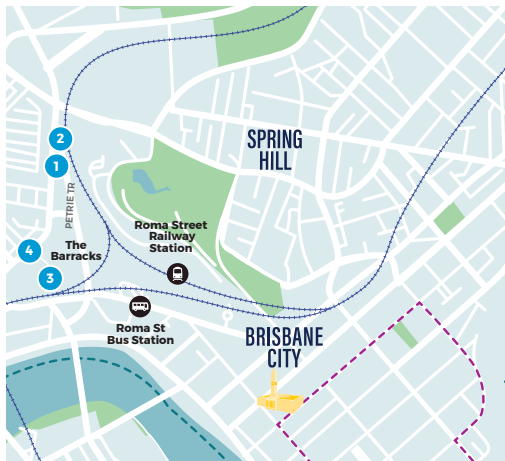 SPRING
HILL
2
1
PETRIE TR
Roma Street
Railway
Station
The
Barracks
4
3
Roma St
Bus Station
BRISBANE
CITY